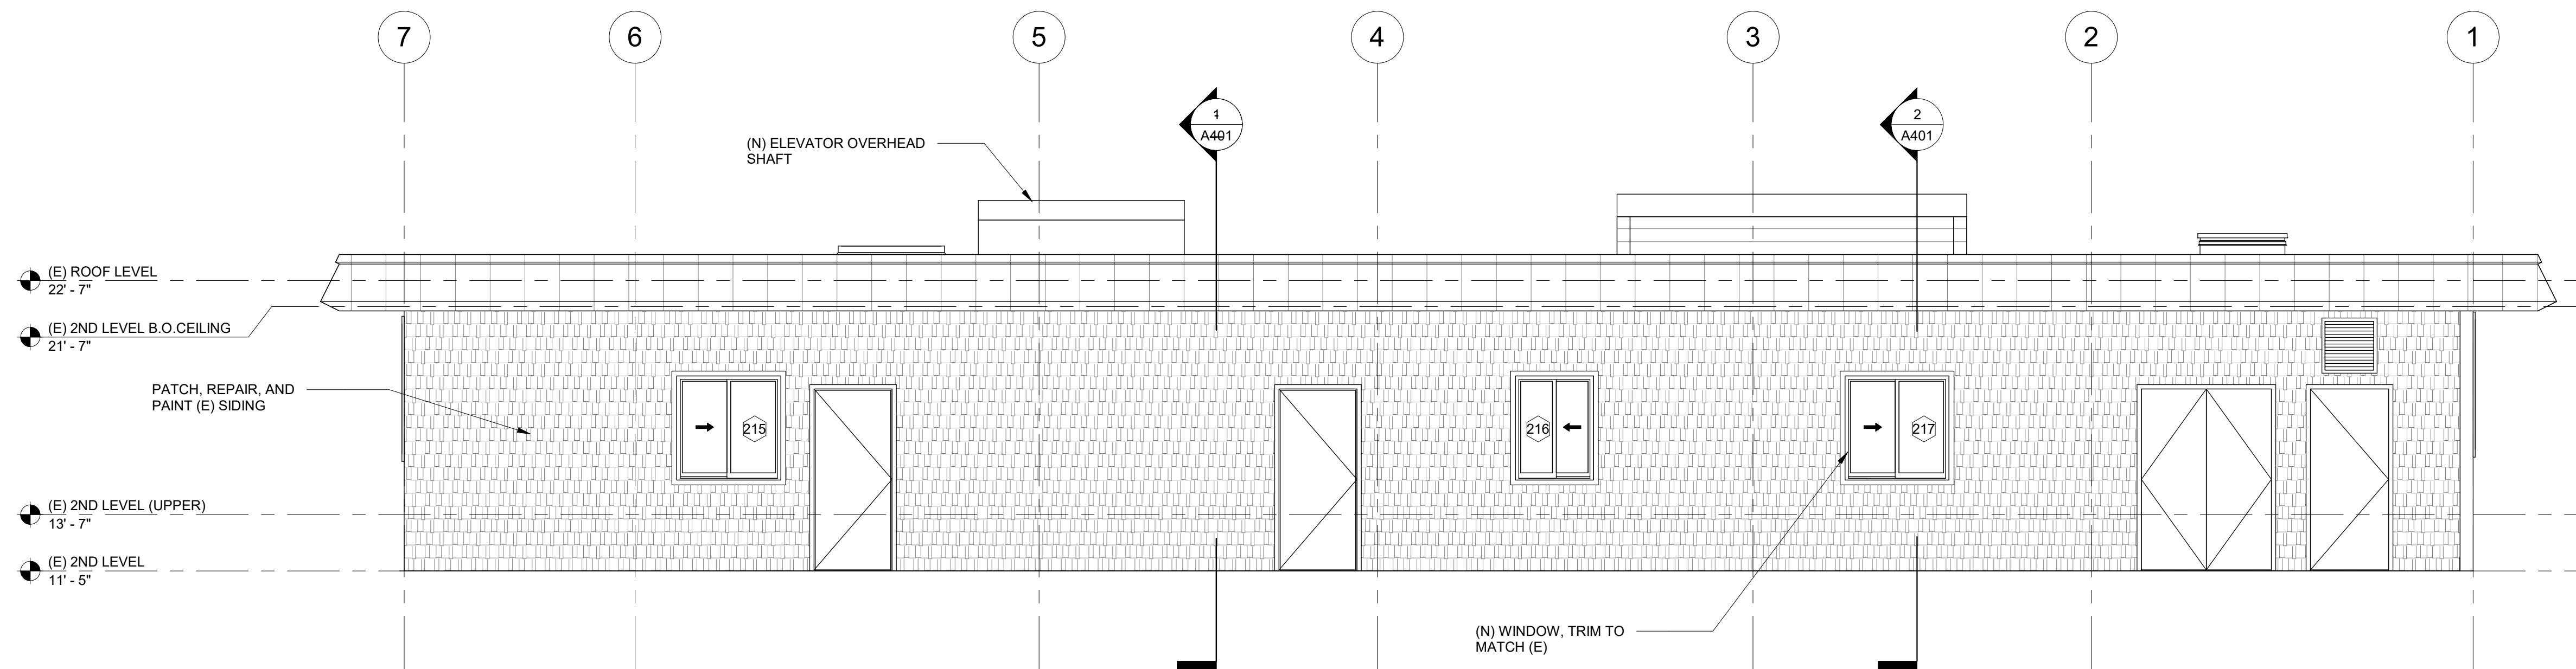 7
6
5
4
3
2
1
1
A401
2
A401
(N) ELEVATOR OVERHEAD
SHAFT
(E) ROOF LEVEL
22' - 7"
(E) 2ND LEVEL B.O.CEILING
21' - 7"
PATCH, REPAIR, AND
PAINT (E) SIDING
215
216
217
(E) 2ND LEVEL (UPPER)
13' - 7"
(E) 2ND LEVEL
11' - 5"
(N) WINDOW, TRIM TO
MATCH (E)